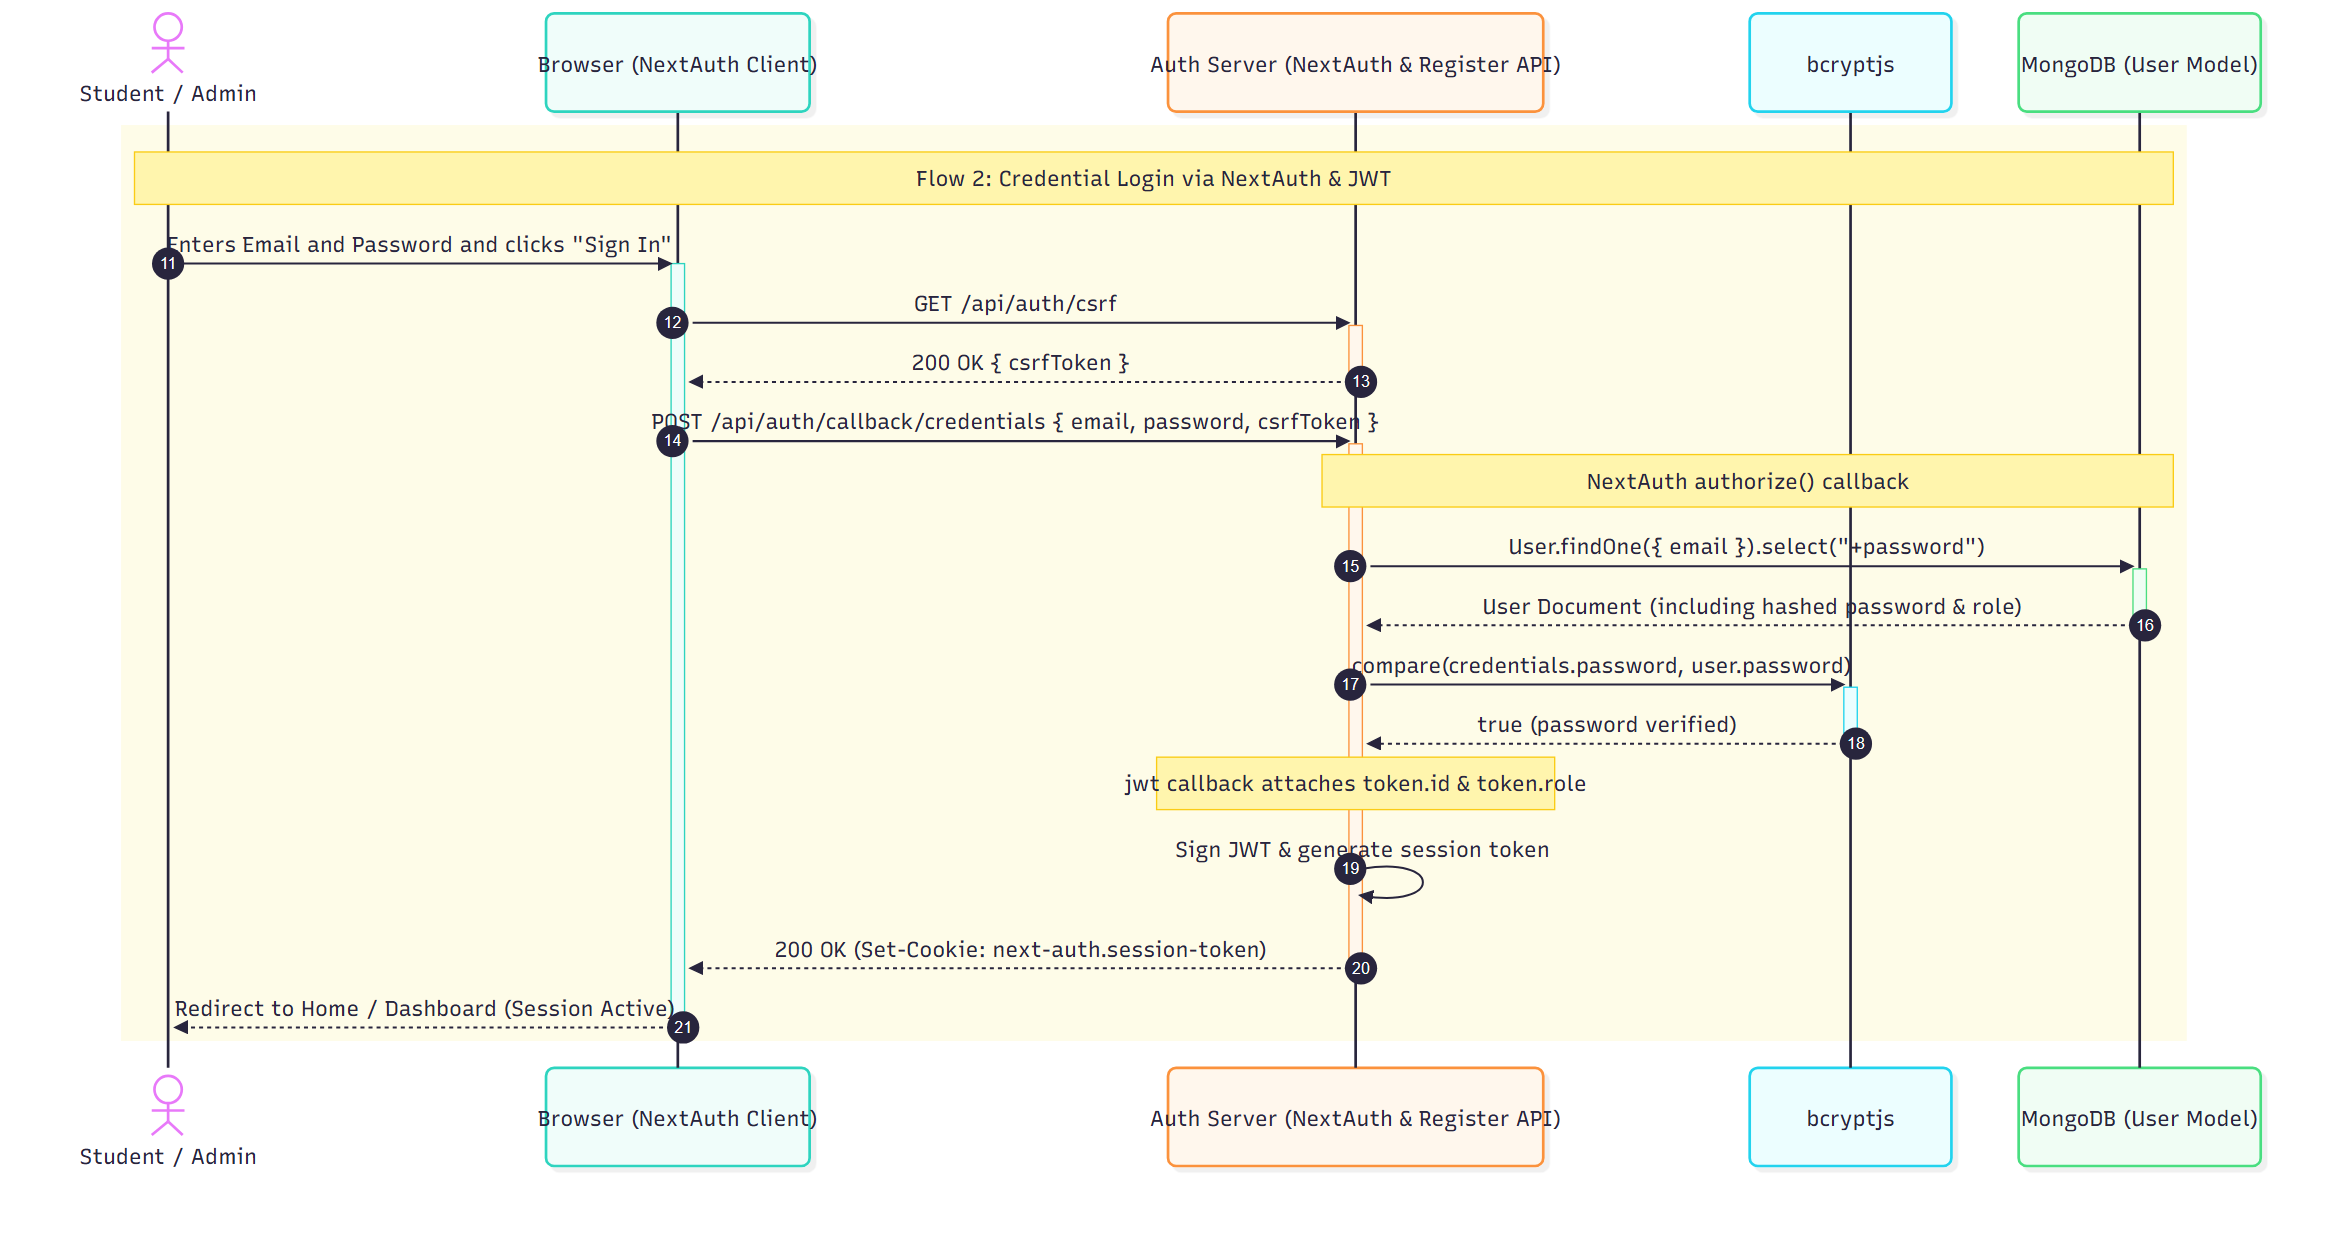 Student / Admin
Browser (NextAuth Client)
Auth Server (NextAuth & Register API)
bcryptjs
MongoDB (User Model)
Flow 2: Credential Login via NextAuth & JWT
Enters Email and Password and clicks "Sign In"
11
GET /api/auth/csrf
12
200 OK { csrfToken }
13
POST /api/auth/callback/credentials { email, password, csrfToken }
14
NextAuth authorize() callback
User.findOne({ email }).select("+password")
15
User Document (including hashed password & role)
16
compare(credentials.password, user.password)
17
true (password verified)
18
jwt callback attaches token.id & token.role
Sign JWT & generate session token
19
200 OK (Set-Cookie: next-auth.session-token)
20
Redirect to Home / Dashboard (Session Active)
21
Student / Admin
Browser (NextAuth Client)
Auth Server (NextAuth & Register API)
bcryptjs
MongoDB (User Model)